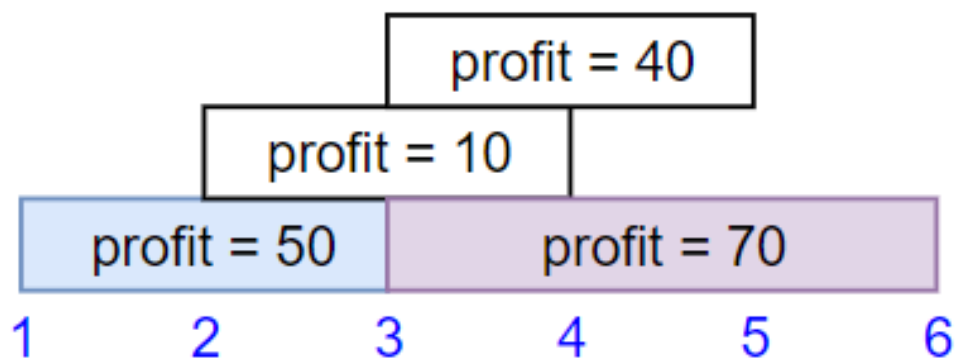 profit = 40
profit = 10
profit = 50 profit = 70
1 2 3 4 5 6